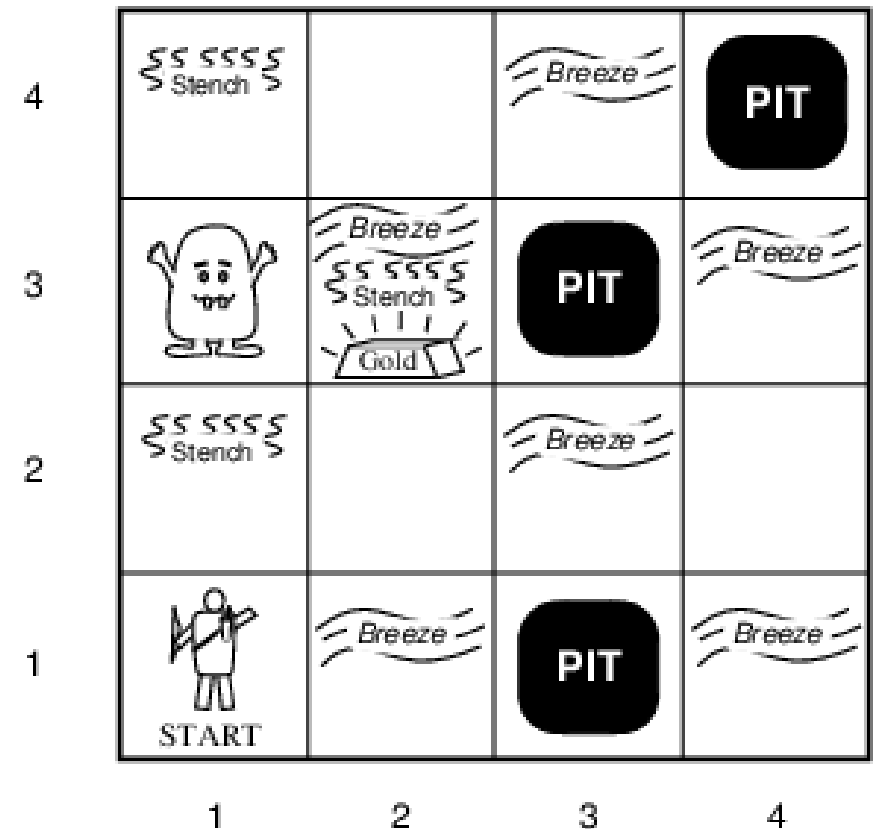 4
Stench
Breeze
PIT
3
Breeze
Stench
Gold
PIT
Breeze
2
Stench
Breeze
1
START
Breeze
PIT
Breeze
1 2 3 4